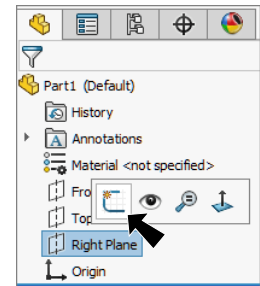 Part1 (Default)
History
Annotations
Material <not specified>
Fro
Top
Right Plane
Origin